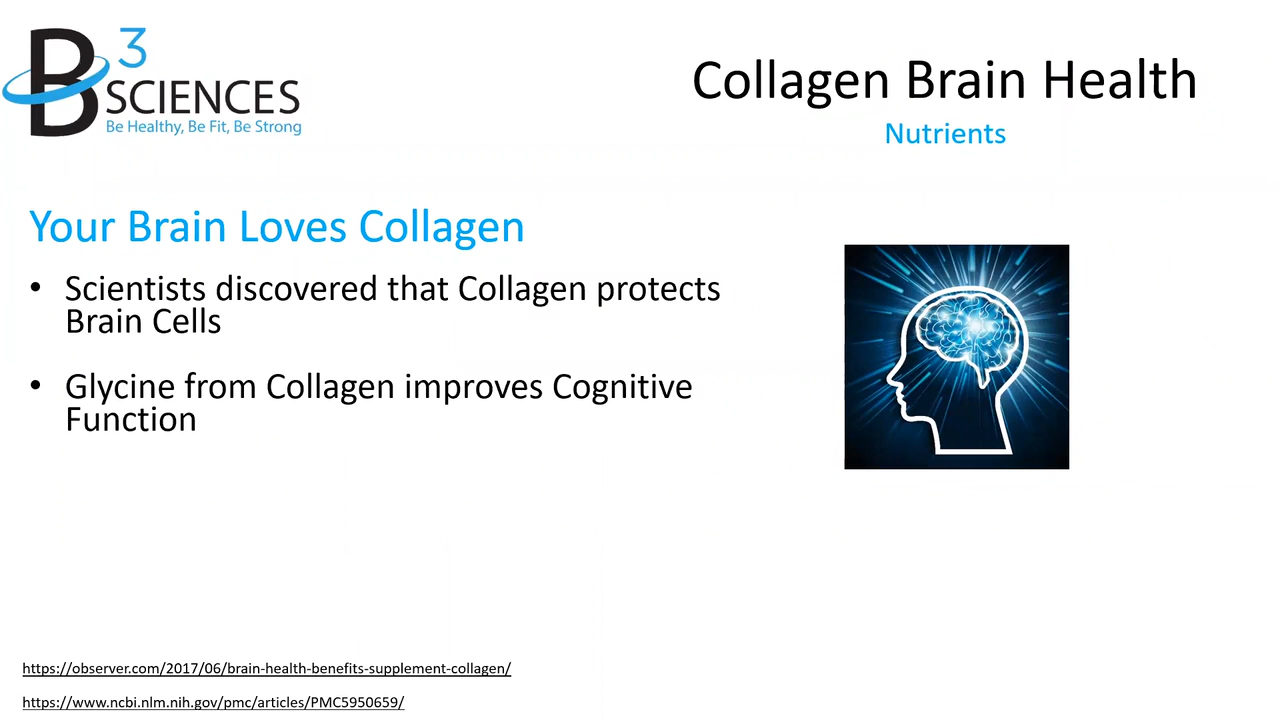 B3 SCIENCES
Be Healthy, Be Fit, Be Strong
Collagen Brain Health
Nutrients
Your Brain Loves Collagen
• Scientists discovered that Collagen protects
Brain Cells
• Glycine from Collagen improves Cognitive
Function
https://observer.com/2017/06/brain-health-benefits-supplement-collagen/
https://www.ncbi.nlm.nih.gov/pmc/articles/PMC5950659/